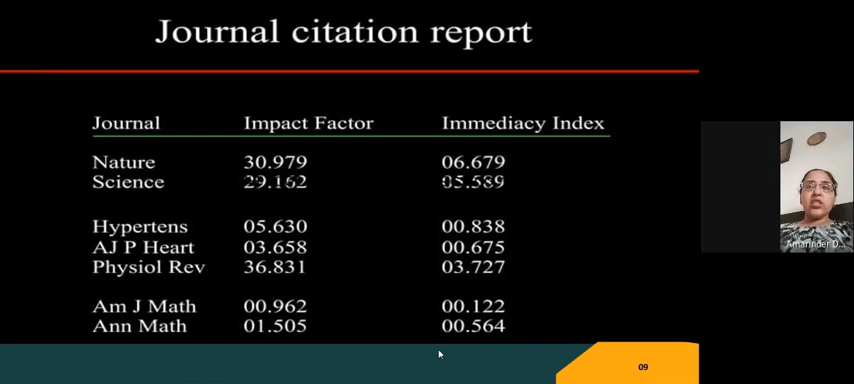 Journal citation report
Journal Impact Factor Immediacy Index
Nature 30.979 06.679
Science 29.162 05.589
Hypertens 05.630 00.838
AJ P Heart 03.658 00.675
Physiol Rev 36.831 03.727
Am J Math 00.962 00.122
Ann Math 01.505 00.564
Amarinder D...
09